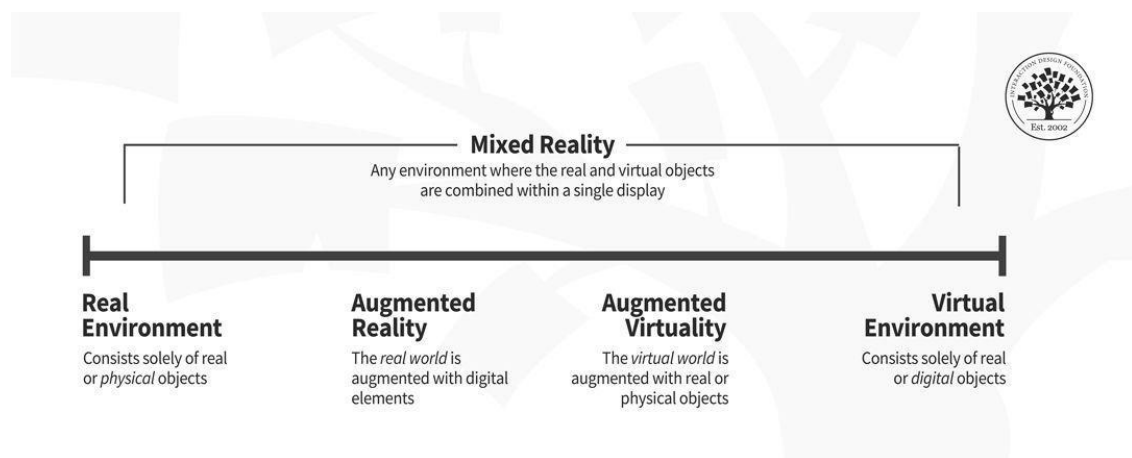 INTERACTION DESIGN FOUNDATION
Est. 2002
Mixed Reality
Any environment where the real and virtual objects
are combined within a single display
Real
Environment
Consists solely of real
or physical objects
Augmented
Reality
The real world is
augmented with digital
elements
Augmented
Virtuality
The virtual world is
augmented with real or
physical objects
Virtual
Environment
Consists solely of real
or digital objects